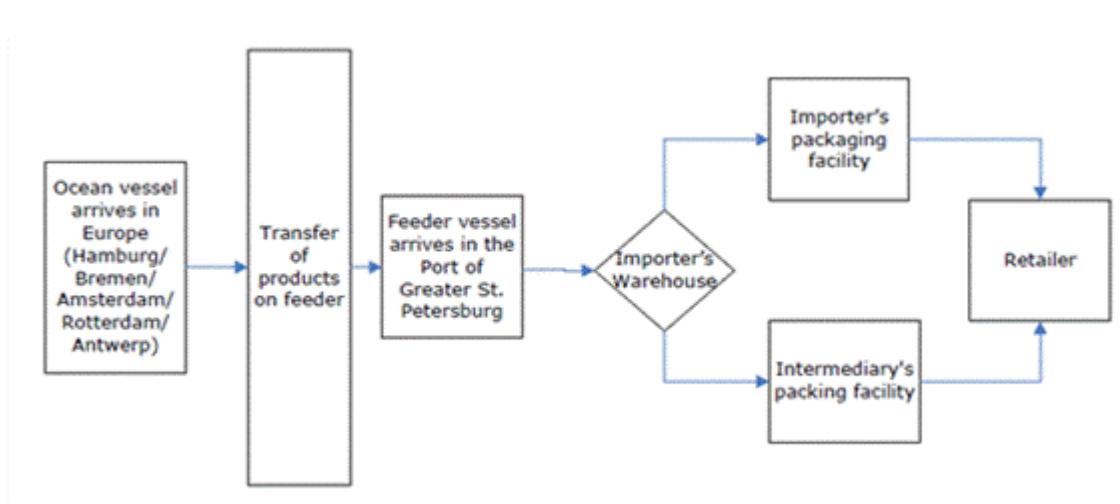 Ocean vessel
arrives in
Europe
(Hamburg/
Bremen/
Amsterdam/
Rotterdam/
Antwerp)
Transfer
of
products
on feeder
Feeder vessel
arrives in the
Port of
Greater St.
Petersburg
Importer's
Warehouse
Importer's
packaging
facility
Intermediary's
packing facility
Retailer